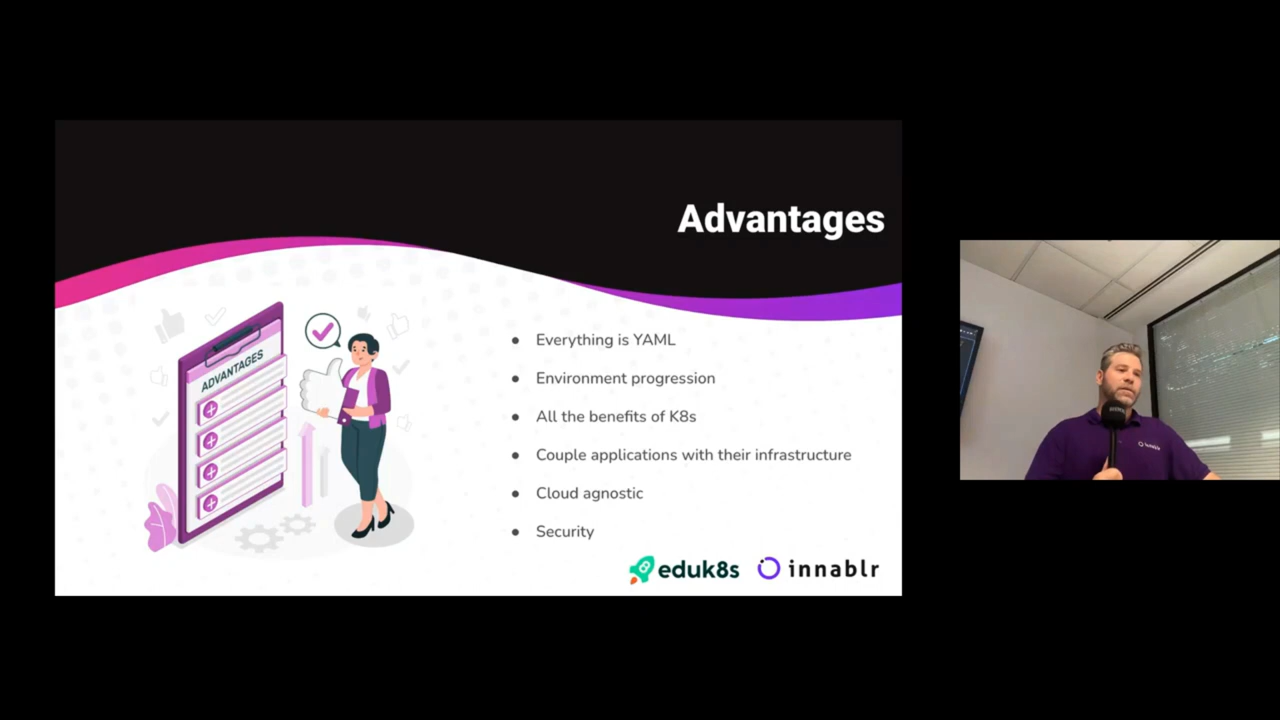 Advantages
ADVANTAGES
Everything is YAML
Environment progression
All the benefits of K8s
Couple applications with their infrastructure
Cloud agnostic
Security
eduk8s
innablr